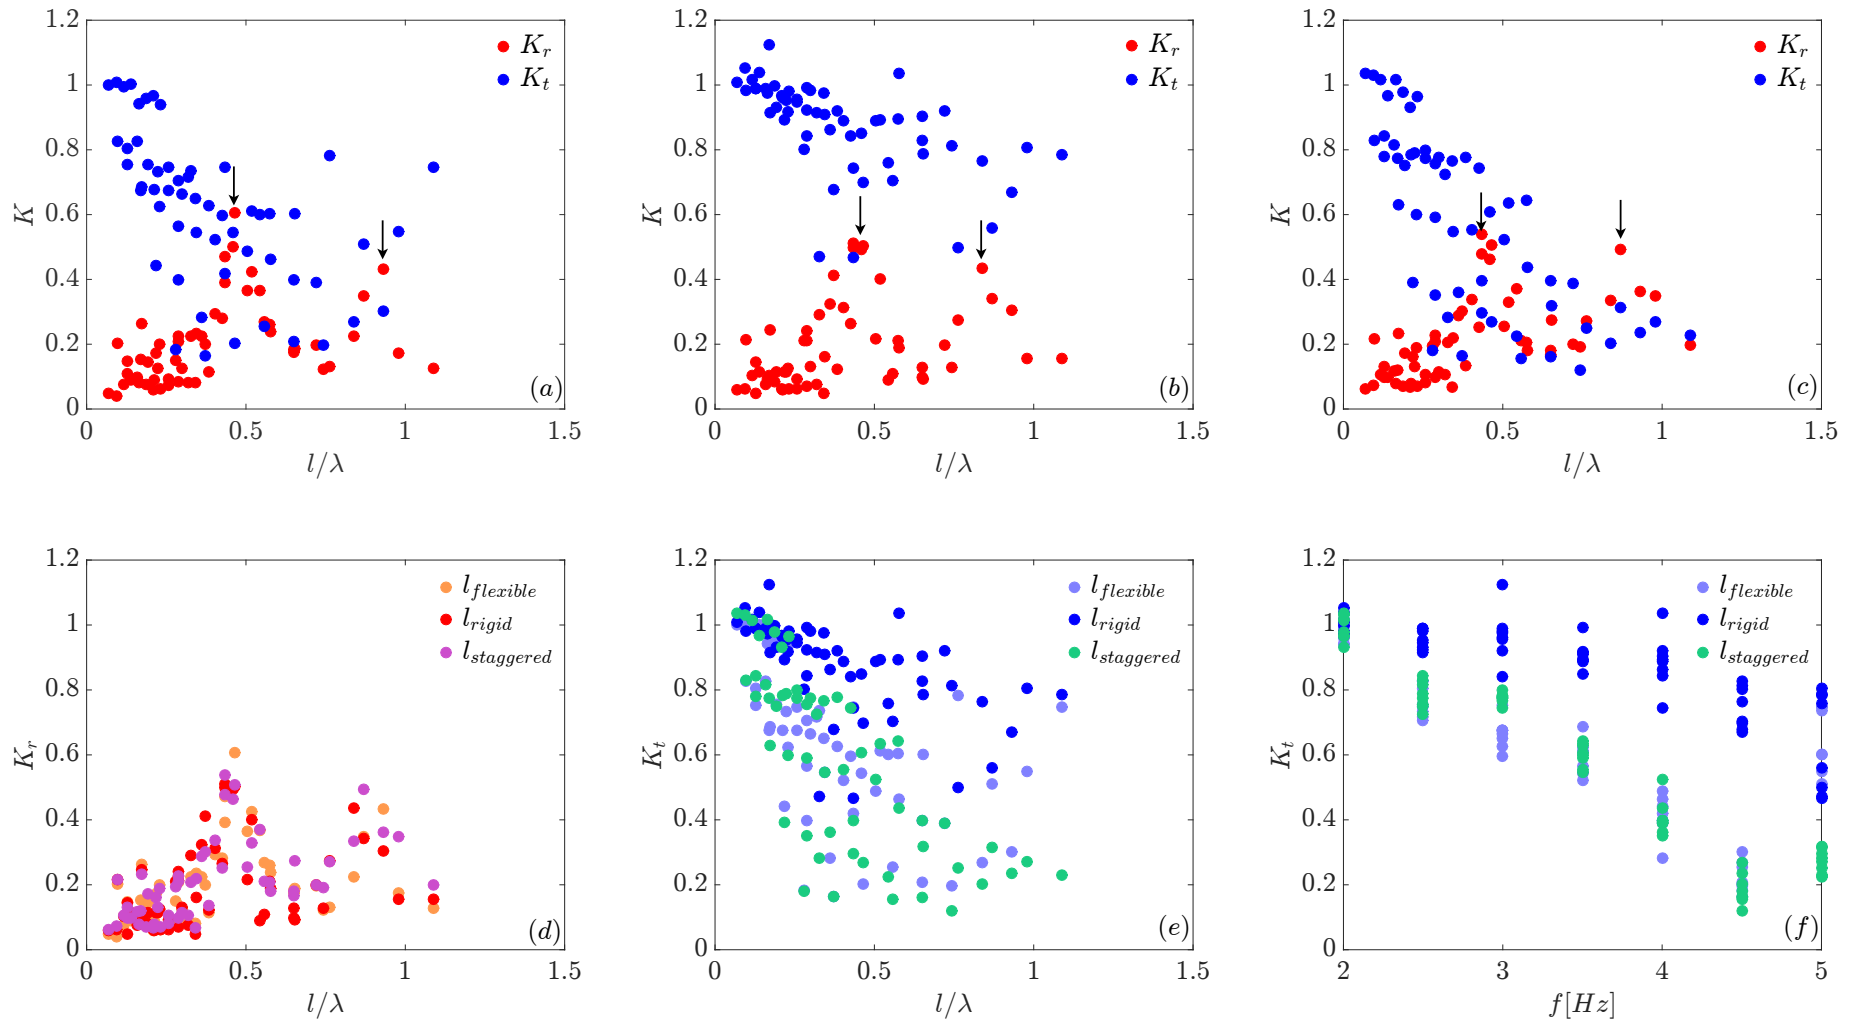 1.2
1
0.8
0.6
0.4
0.2
0
K
K_r
K_t
(a)
0
0.5
1
1.5
l/λ
1.2
1
0.8
0.6
0.4
0.2
0
K
K_r
K_t
(b)
0
0.5
1
1.5
l/λ
1.2
1
0.8
0.6
0.4
0.2
0
K
K_r
K_t
(c)
0
0.5
1
1.5
l/λ
1.2
1
0.8
0.6
0.4
0.2
0
K_r
l_flexible
l_rigid
l_staggered
(d)
0
0.5
1
1.5
l/λ
1.2
1
0.8
0.6
0.4
0.2
0
K_t
l_flexible
l_rigid
l_staggered
(e)
0
0.5
1
1.5
l/λ
1.2
1
0.8
0.6
0.4
0.2
0
K_t
l_flexible
l_rigid
l_staggered
(f)
2
3
4
5
f[Hz]